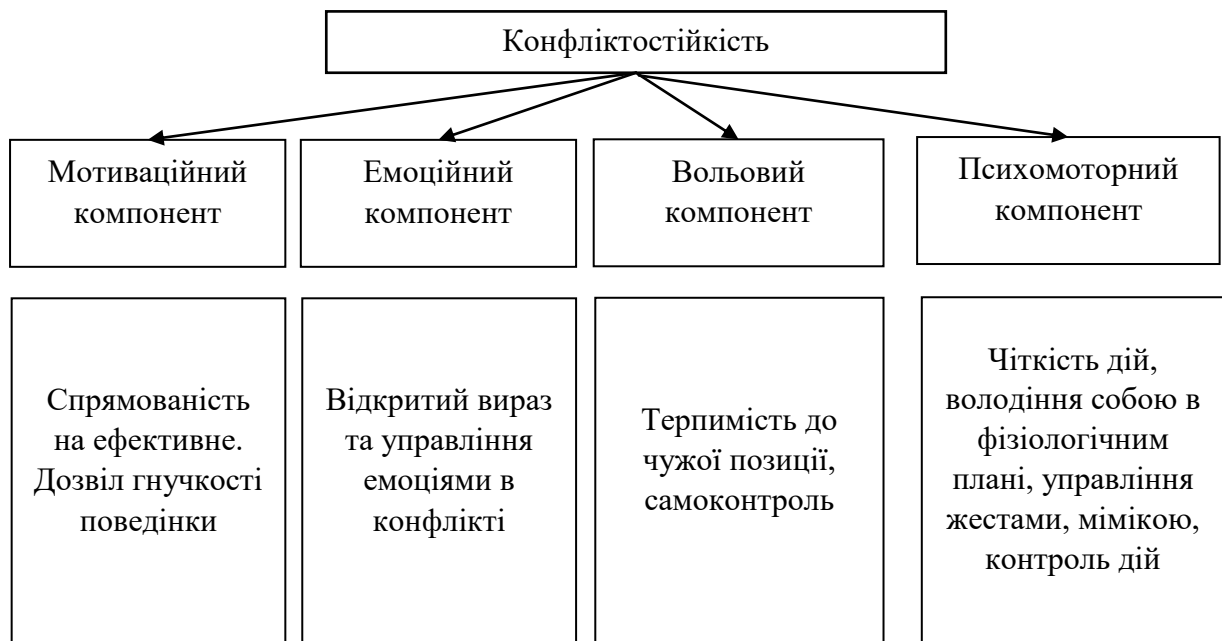 Конфліктостійкість
Мотиваційний
компонент
Емоційний
компонент
Вольовий
компонент
Психомоторний
компонент
Спрямованість
на ефективне.
Дозвіл гнучкості
поведінки
Відкритий вираз
та управління
емоціями в
конфлікті
Терпимість до
чужої позиції,
самоконтроль
Чіткість дій,
володіння собою в
фізіологічним
плані, управління
жестами, мімікою,
контроль дій